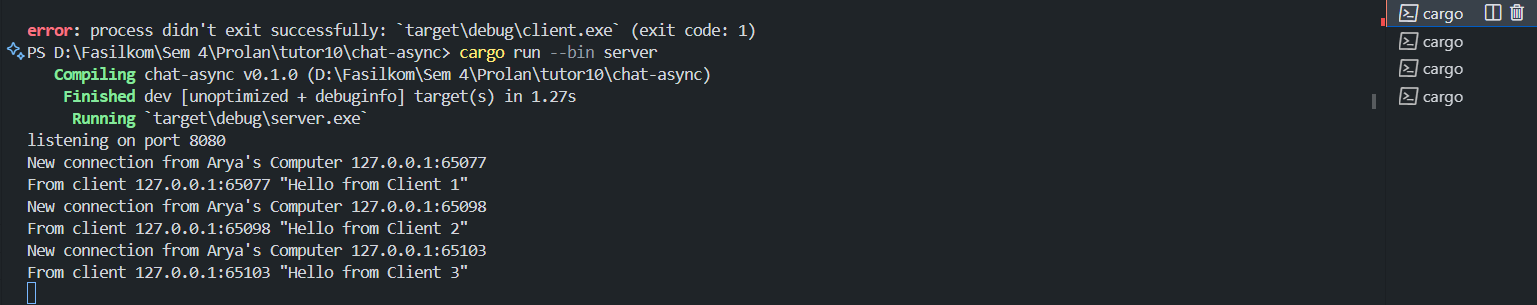 error: process didn't exit successfully: `target\debug\client.exe` (exit code: 1)
PS D:\Fasilkom\Sem 4\Prolan\tutor10\chat-async> cargo run --bin server
Compiling chat-async v0.1.0 (D:\Fasilkom\Sem 4\Prolan\tutor10\chat-async)
Finished dev [unoptimized + debuginfo] target(s) in 1.27s
Running `target\debug\server.exe`
listening on port 8080
New connection from Arya's Computer 127.0.0.1:65077
From client 127.0.0.1:65077 "Hello from Client 1"
New connection from Arya's Computer 127.0.0.1:65098
From client 127.0.0.1:65098 "Hello from Client 2"
New connection from Arya's Computer 127.0.0.1:65103
From client 127.0.0.1:65103 "Hello from Client 3"
cargo
cargo
cargo
cargo